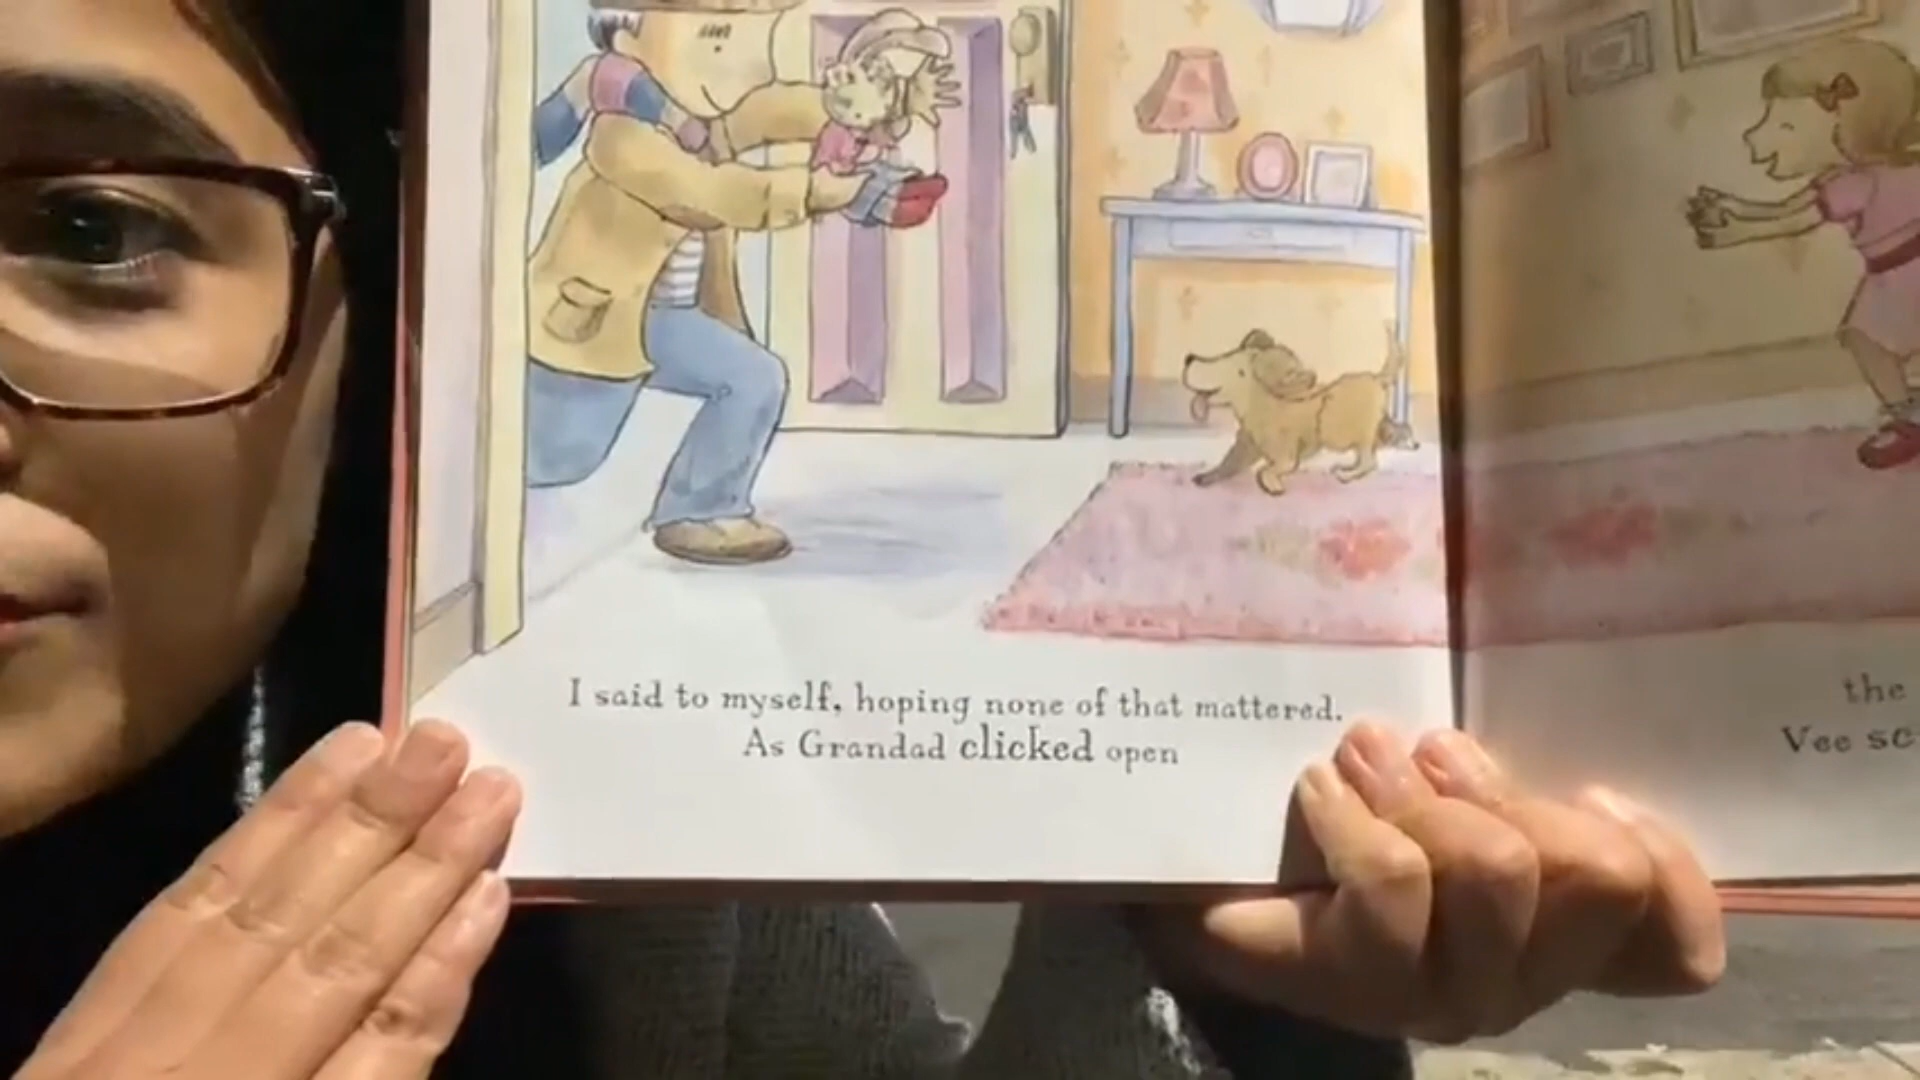 I said to myself, hoping none of that mattered.
As Grandad clicked open
the
Vee